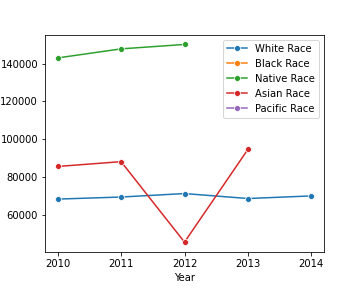 White Race
Black Race
Native Race
Asian Race
Pacific Race
140000
120000
100000
80000
60000
2010 2011 2012 2013 2014
Year